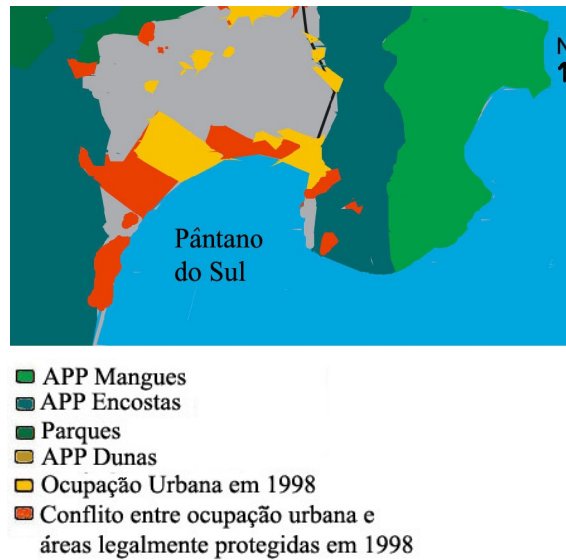 N
Pântano
do Sul
APP Mangues
APP Encostas
Parques
APP Dunas
Ocupação Urbana em 1998
Conflito entre ocupação urbana e
áreas legalmente protegidas em 1998